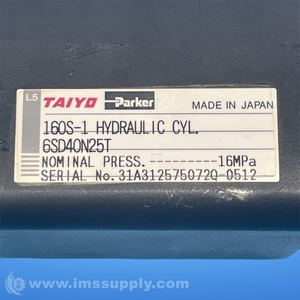 L5
TAIYO Parker MADE IN JAPAN
160S-1 HYDRAULIC CYL.
6SD40N25T
NOMINAL PRESS.----------16MPa
SERIAL No.31A312575072Q-0512
www.imssupply.com